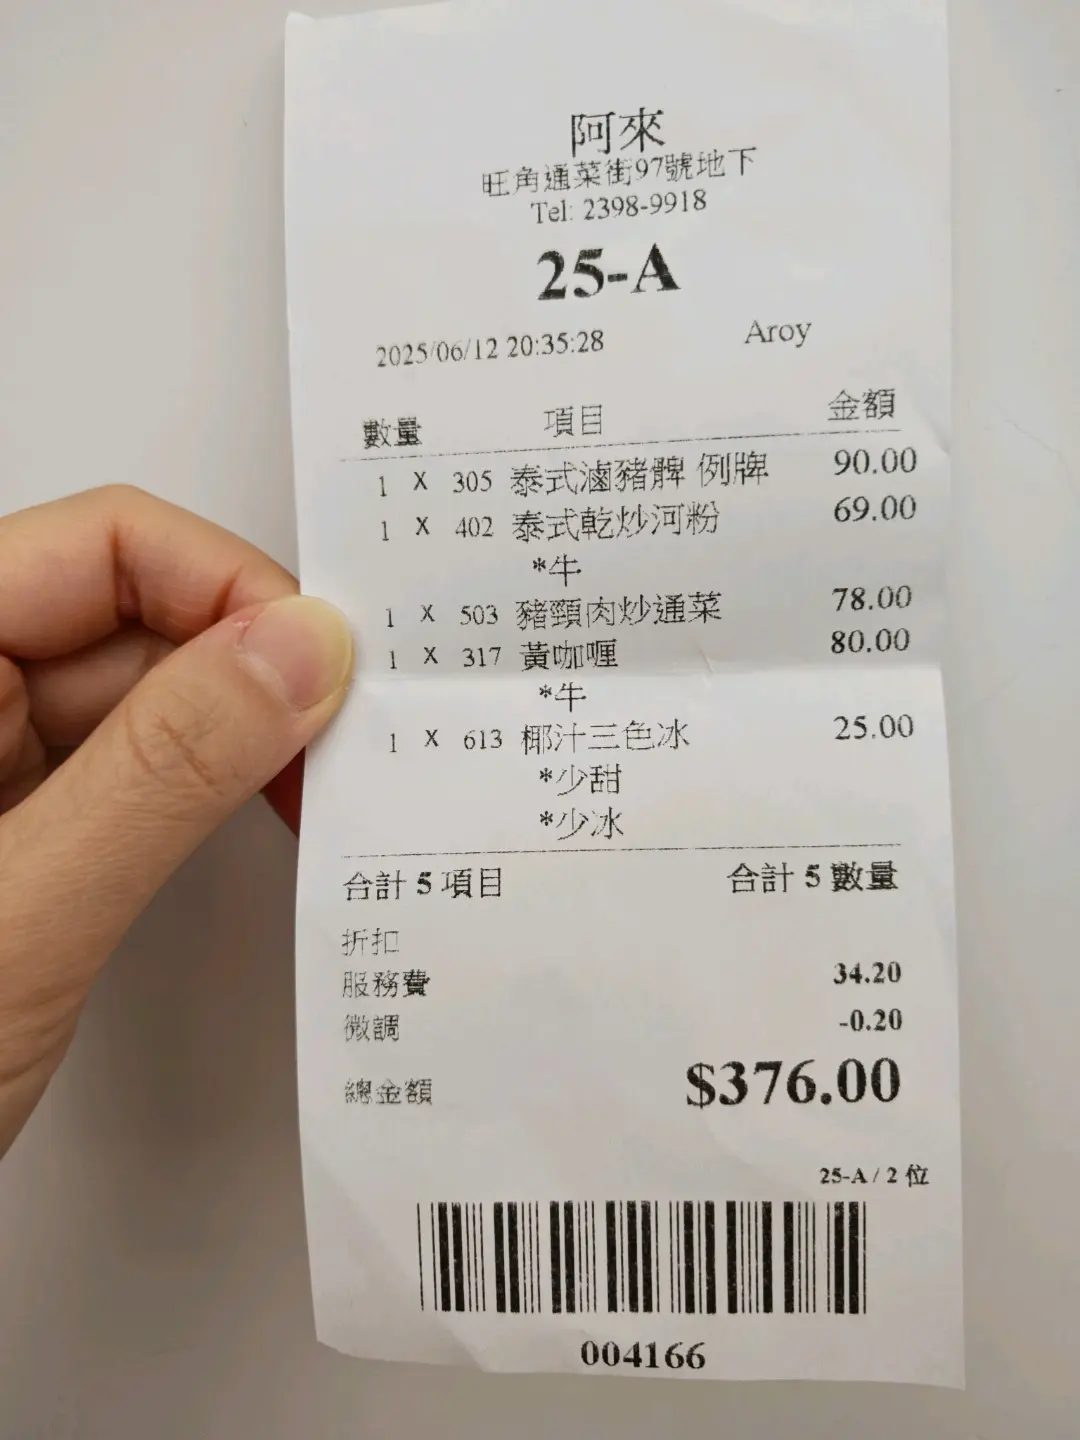 阿來
旺角通菜街97號地下
Tel: 2398-9918
25-A
2025/06/12 20:35:28 Aroy
數量 項目 金額
1 X 305 泰式滷豬髀 例牌 90.00
1 X 402 泰式乾炒河粉 69.00
*牛
1 X 503 豬頸肉炒通菜 78.00
1 X 317 黃咖喱 80.00
*牛
1 X 613 椰汁三色冰 25.00
*少甜
*少冰
合計 5 項目 合計 5 數量
折扣
服務費 34.20
微調 -0.20
總金額 $376.00
25-A / 2 位
004166